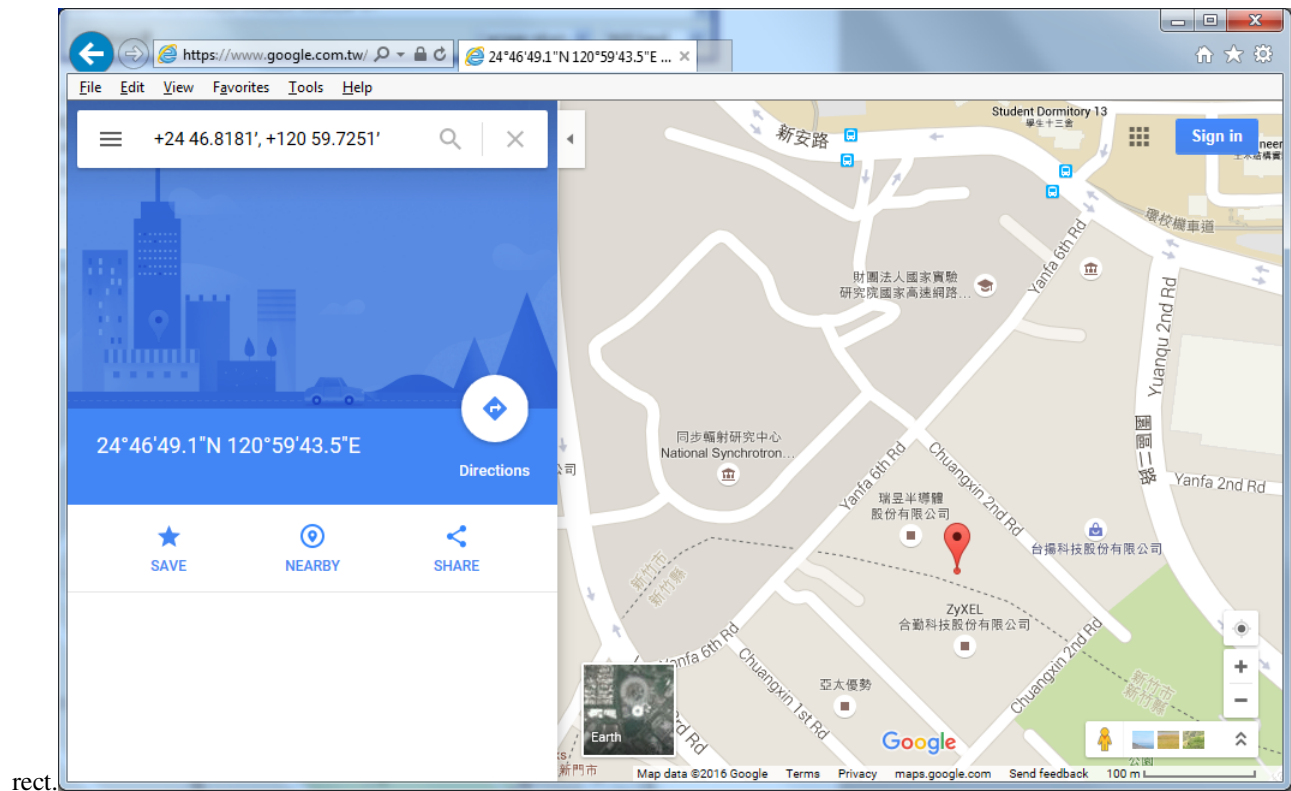 https://www.google.com.tw/
24°46'49.1"N 120°59'43.5"E ...
File Edit View Favorites Tools Help
+24 46.8181’, +120 59.7251’
Sign in
Student Dormitory 13
學生十三舍
新安路
環校機車道
Yanfa 6th Rd
財團法人國家實驗
研究院國家高速網路...
Yuanqu 2nd Rd
園區二路
24°46'49.1"N 120°59'43.5"E
Directions
公司
同步輻射研究中心
National Synchrotron...
Yanfa 6th Rd
Chuangxin 2nd Rd
Yanfa 2nd Rd
瑞昱半導體
股份有限公司
台揚科技股份有限公司
SAVE
NEARBY
SHARE
新竹市
新竹縣
ZyXEL
合勤科技股份有限公司
Yanfa 6th Rd
Chuangxin 1st Rd
Chuangxin 2nd Rd
亞太優勢
新竹市
新竹縣
Earth
3rd Rd
Google
公園
新門市
Map data ©2016 Google Terms Privacy maps.google.com Send feedback 100 m
rect.